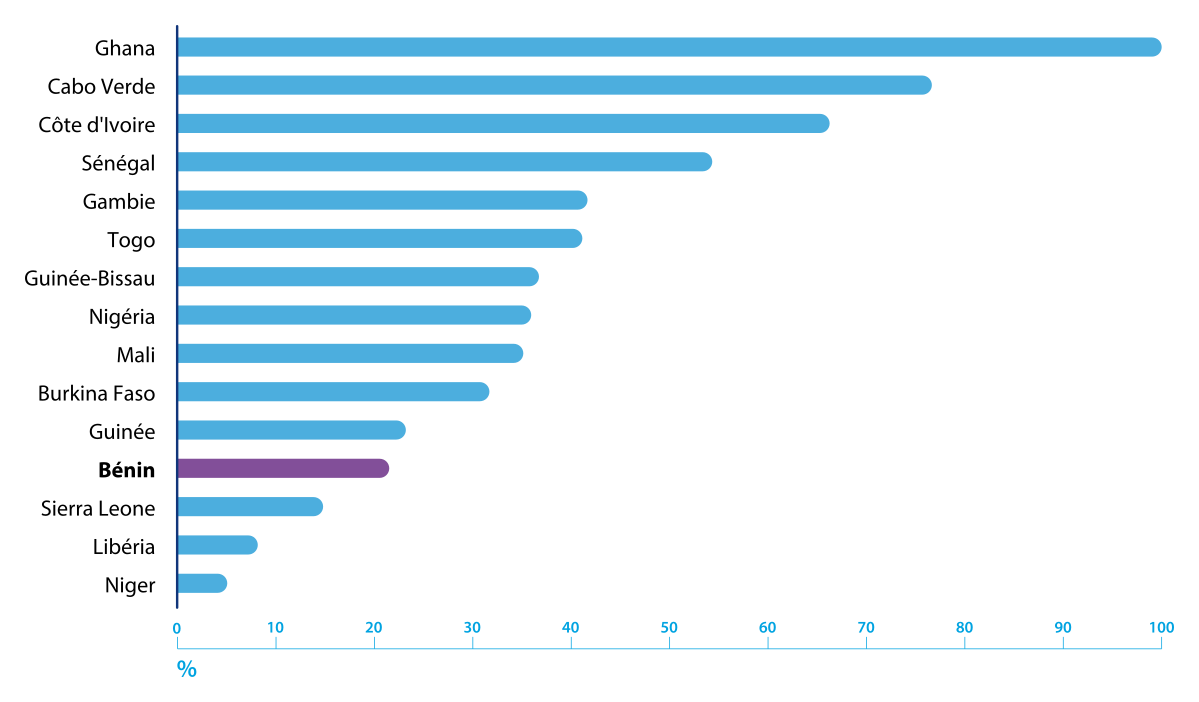 Ghana
Cabo Verde
Côte d'Ivoire
Sénégal
Gambie
Togo
Guinée-Bissau
Nigéria
Mali
Burkina Faso
Guinée
Bénin
Sierra Leone
Libéria
Niger
0 10 20 30 40 50 60 70 80 90 100
%